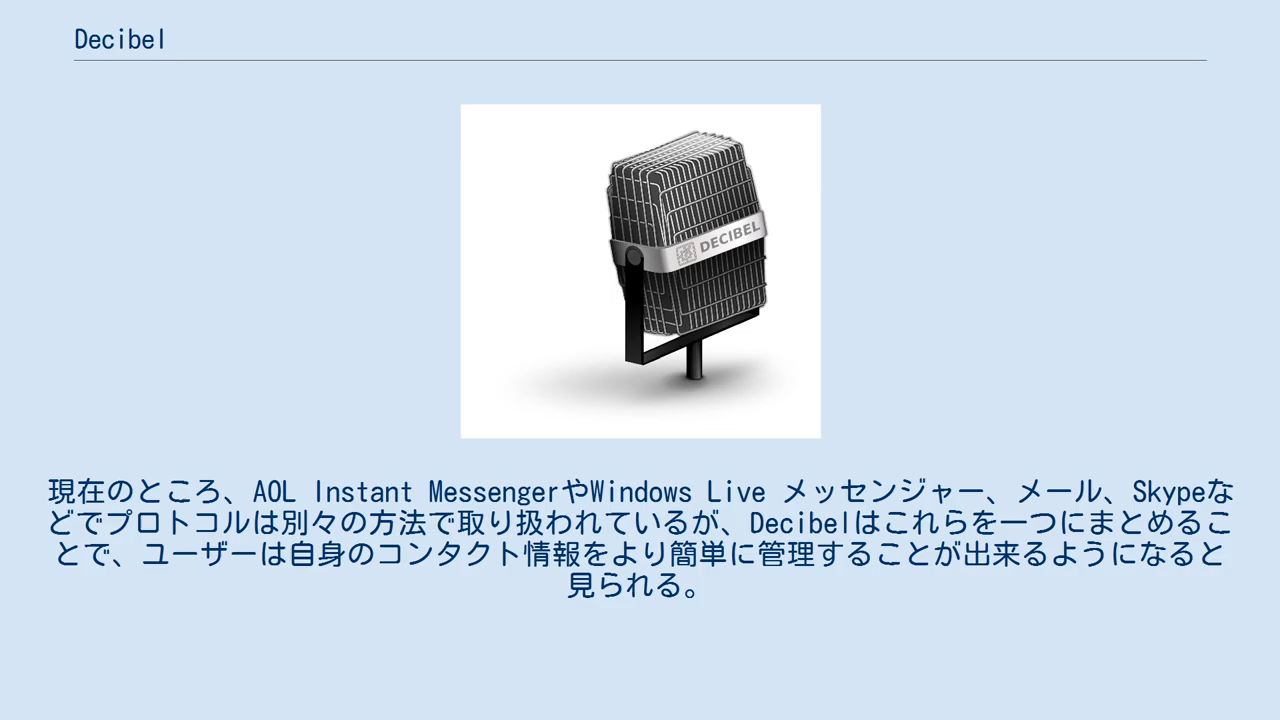 Decibel
DECIBEL
現在のところ、AOL Instant MessengerやWindows Live メッセンジャー、メール、Skypeな
どでプロトコルは別々の方法で取り扱われているが、Decibelはこれらを一つにまとめるこ
とで、ユーザーは自身のコンタクト情報をより簡単に管理することが出来るようになると
見られる。